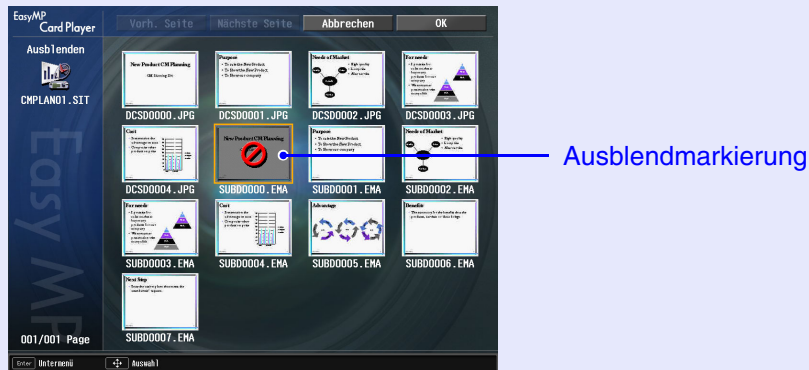 EasyMP
Card Player
Vorh. Seite
Nächste Seite
Abbrechen
OK
Ausblenden
CMPLAN01.SIT
New Product CM Planning
Purpose
Needs of Market
For needs
DCSD0000.JPG
DCSD0001.JPG
DCSD0002.JPG
DCSD0003.JPG
Cost
New Product CM Planning
Purpose
Needs of Market
Ausblendmarkierung
DCSD0004.JPG
SUBD0000.EMA
SUBD0001.EMA
SUBD0002.EMA
For needs
Cost
Advantage
Benefits
SUBD0003.EMA
SUBD0004.EMA
SUBD0005.EMA
SUBD0006.EMA
Next Step
SUBD0007.EMA
Easy MP
001/001 Page
Enter Untermenü
Auswahl